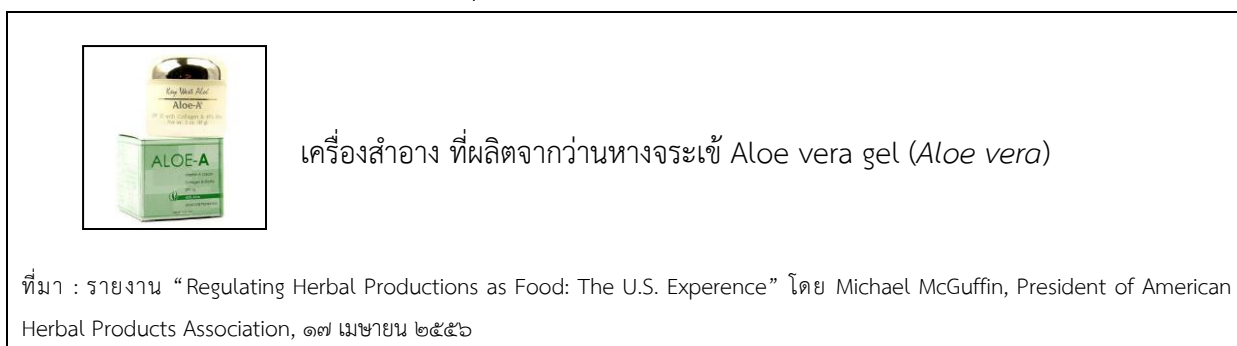 Key West Aloe
Aloe-A
ALOE-A
เครื่องสำอาง ที่ผลิตจากว่านหางจระเข้ Aloe vera gel (Aloe vera)
ที่มา : รายงาน “Regulating Herbal Productions as Food: The U.S. Experence” โดย Michael McGuffin, President of American
Herbal Products Association, ๑๗ เมษายน ๒๕๕๖